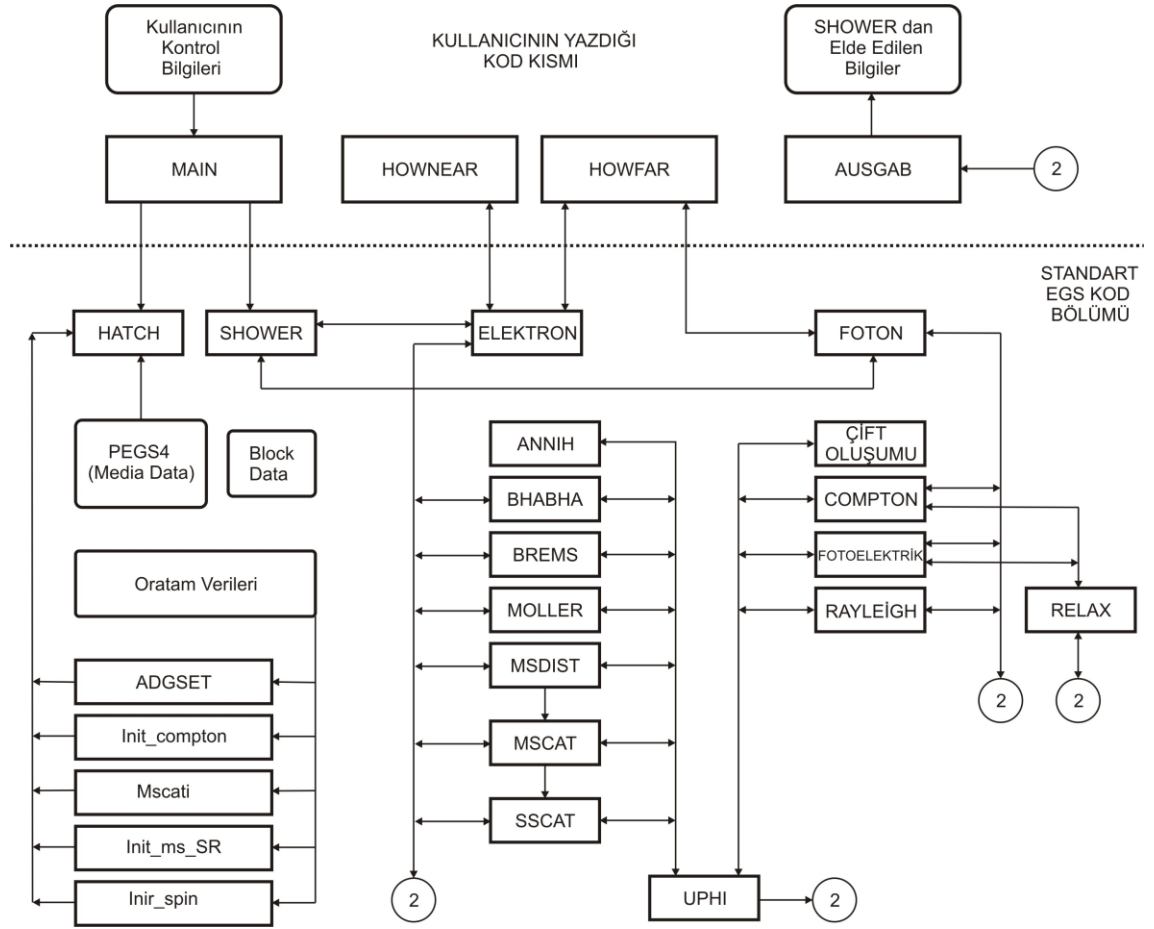 Kullanıcının
Kontrol
Bilgileri
KULLANICININ YAZDIĞI
KOD KISMI
SHOWER dan
Elde Edilen
Bilgiler
MAIN
HOWNEAR
HOWFAR
AUSGAB
2
STANDART
EGS KOD
BÖLÜMÜ
HATCH
SHOWER
ELEKTRON
FOTON
PEGS4
(Media Data)
Block
Data
ANNIH
ÇİFT
OLUŞUMU
BHABHA
COMPTON
BREMS
FOTOELEKTRİK
Oratam Verileri
MOLLER
RAYLEİGH
RELAX
MSDIST
ADGSET
2
2
Init_compton
MSCAT
Mscati
SSCAT
Init_ms_SR
Inir_spin
2
UPHI
2